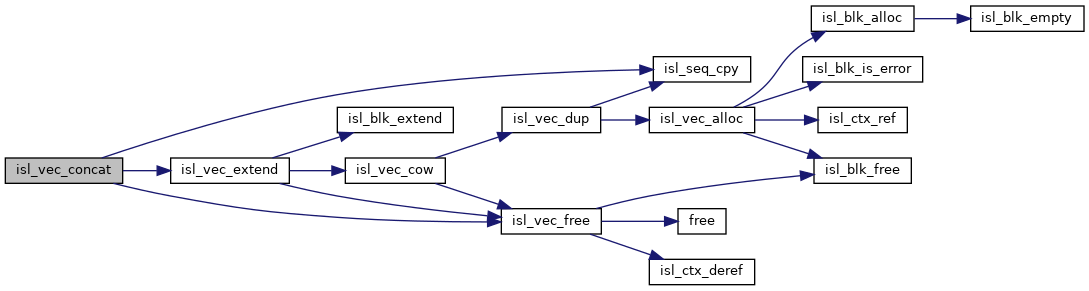 isl_blk_alloc
isl_blk_empty
isl_seq_cpy
isl_blk_is_error
isl_blk_extend
isl_vec_dup
isl_vec_alloc
isl_ctx_ref
isl_vec_concat
isl_vec_extend
isl_vec_cow
isl_blk_free
isl_vec_free
free
isl_ctx_deref